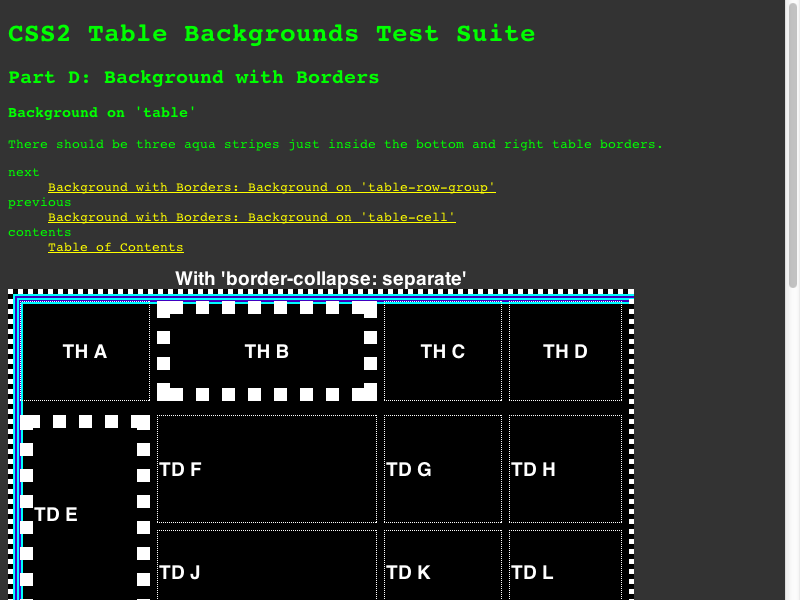 CSS2 Table Backgrounds Test Suite
Part D: Background with Borders
Background on 'table'
There should be three aqua stripes just inside the bottom and right table borders.
next
Background with Borders: Background on 'table-row-group'
previous
Background with Borders: Background on 'table-cell'
contents
Table of Contents
With 'border-collapse: separate'
TH A TH B TH C TH D
TD F TD G TD H
TD E
TD J TD K TD L